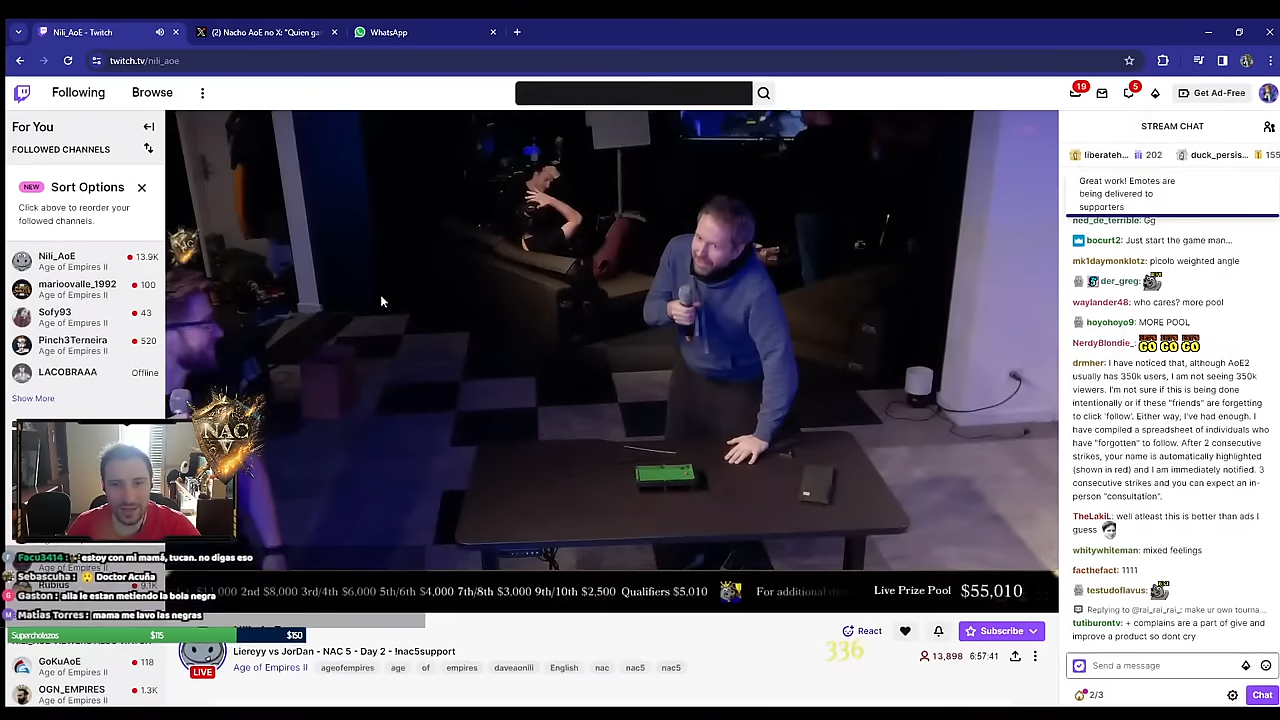 Nili_AoE - Twitch
(2) Nacho AoE no X: "Quien ga
WhatsApp
twitch.tv/nili_aoe
Following
Browse
19
5
Get Ad-Free
For You
FOLLOWED CHANNELS
NEW
Sort Options
Click above to reorder your
followed channels.
Nili_AoE
13.9K
Age of Empires II
marioovalle_1992
100
Age of Empires II
Sofy93
43
Age of Empires II
Pinch3Terneira
520
Age of Empires II
LACOBRAAA
Offline
Show More
NAC
V
Facu3414 : estoy con mi mamá, tucan. no digas eso
Sebascuha : Doctor Acuña
Rubius
9.1K
Gaston: alla le estan metiendo la bola negra
Matias Torres : mama me lavo las negras
Supercholazos
$115
$150
GoKuAoE
118
Age of Empires II
OGN_EMPIRES
1.3K
Age of Empires II
000 2nd $8,000 3rd/4th $6,000 5th/6th $4,000 7th/8th $3,000 9th/10th $2,500 Qualifiers $5,010
For additional
Live Prize Pool
$55,010
React
Subscribe
336
LIVE
Liereyy vs JorDan - NAC 5 - Day 2 - !nac5support
Age of Empires II
ageofempires
age
of
empires
daveaonili
English
nac
nac5
nac5
13,898
6:57:41
STREAM CHAT
liberateh...
202
duck_persis...
155
Great work! Emotes are
being delivered to
supporters
ned_de_terrible: Gg
bocurt2: Just start the game man...
mk1daymonklotz: picolo weighted angle
der_greg:
waylander48: who cares? more pool
hoyohoyo9: MORE POOL
NerdyBlondie_: GO GO GO
drmher: I have noticed that, although AoE2
usually has 350k users, I am not seeing 350k
viewers. I'm not sure if this is being done
intentionally or if these "friends" are forgetting
to click 'follow'. Either way, I've had enough. I
have compiled a spreadsheet of individuals who
have "forgotten" to follow. After 2 consecutive
strikes, your name is automatically highlighted
(shown in red) and I am immediately notified. 3
consecutive strikes and you can expect an in-
person "consultation".
TheLakiL: well atleast this is better than ads I
guess
whitywhiteman: mixed feelings
facthefact: 1111
testudoflavus:
Replying to @rai_rai_rai_: make ur own tourna...
tutiburontv: + complains are a part of give and
improve a product so dont cry
Send a message
2/3
Chat